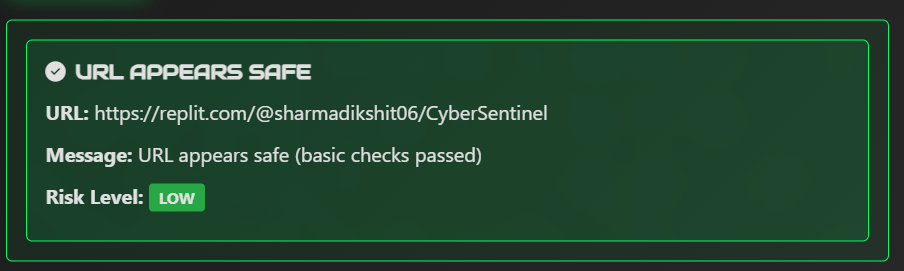 URL APPEARS SAFE
URL: https://replit.com/@sharmadikshit06/CyberSentinel
Message: URL appears safe (basic checks passed)
Risk Level: LOW